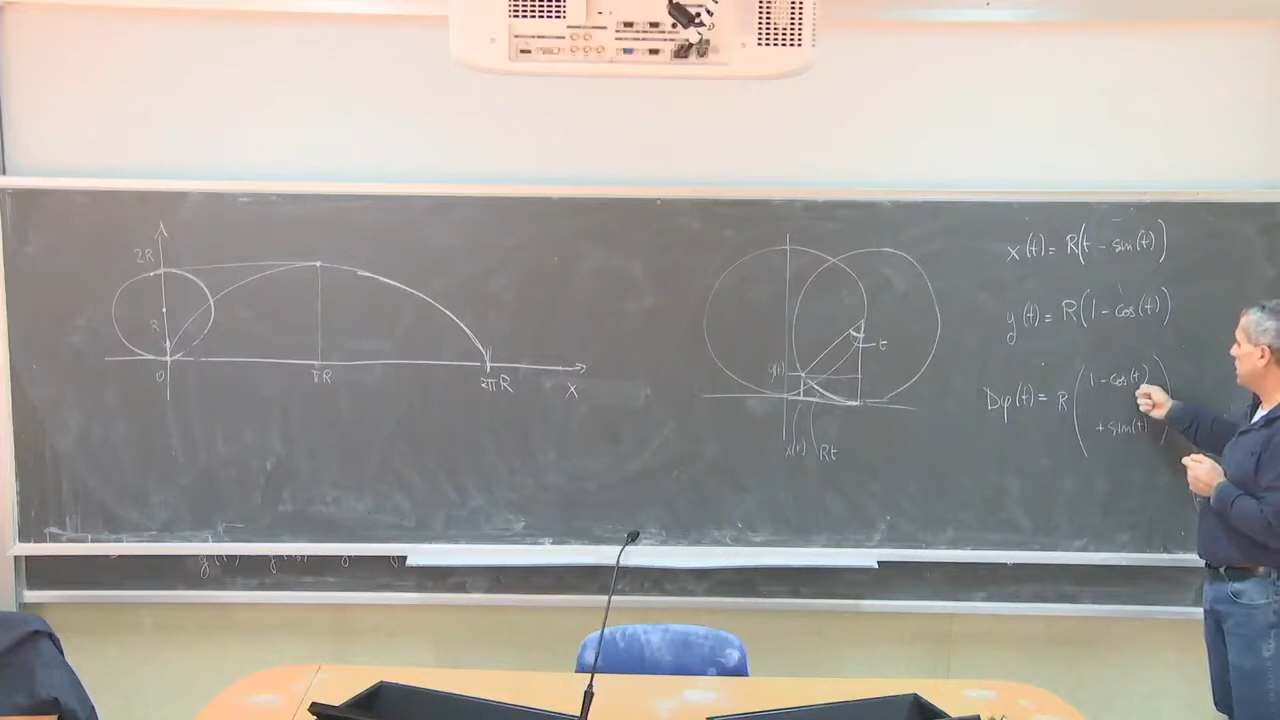 2R
R
0
πR
2πR
x
y(t)
t
x(t)
Rt
x(t) = R(t - sin(t))
y(t) = R(1 - cos(t))
Dφ(t) = R ( 1 - cos(t)
+ sin(t) )